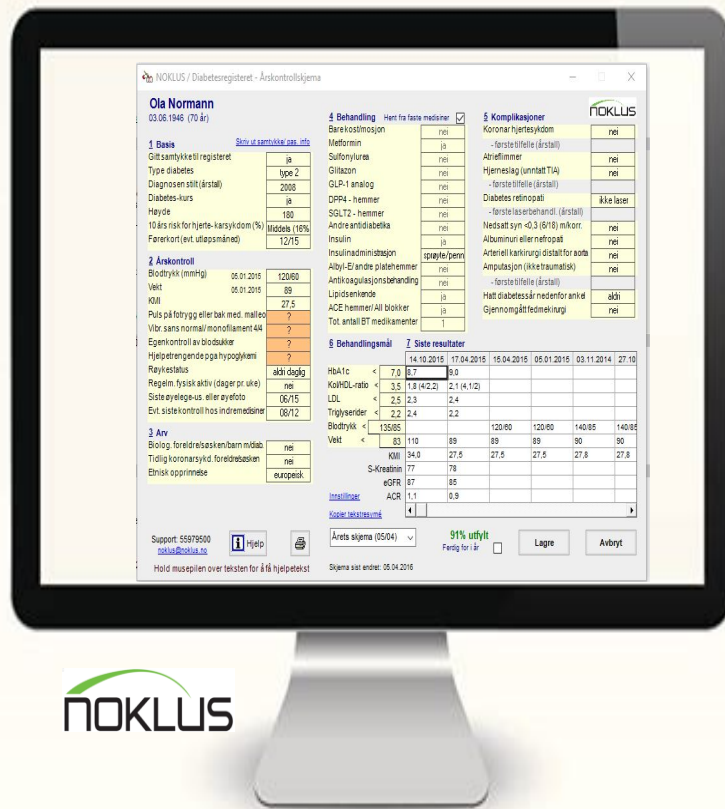 NOKLUS / Diabetesregisteret - Årskontrollskjema
Ola Normann
03.06.1946 (70 år)
NOKLUS
1 Basis
Skriv ut samtykke/ pas. info
Gitt samtykke til registeret ja
Type diabetes type 2
Diagnosen stilt (årstall) 2008
Diabetes-kurs ja
Høyde 180
10 års risk for hjerte- karsykdom (%) Middels (16%
Førerkort (evt. utløpsmåned) 12/15
2 Årskontroll
Blodtrykk (mmHg) 05.01.2015 120/60
Vekt 05.01.2015 89
KMI 27,5
Puls på fotrygg eller bak med. malleo ?
Vibr.sans normal/ monofilament 4/4 ?
Egenkontroll av blodsukker ?
Hjelpetrengende pga hypoglykemi ?
Røykestatus aldri daglig
Regelm. fysisk aktiv (dager pr. uke) nei
Siste øyelege-us. eller øyefoto 06/15
Evt. siste kontroll hos indremedisiner 08/12
3 Arv
Biolog. foreldre/søsken/barn m/diab. nei
Tidlig koronarsykd. foreldre/søsken nei
Etnisk opprinnelse europeisk
4 Behandling Hent fra faste medisiner
Bare kost/mosjon nei
Metformin ja
Sulfonylurea nei
Glitazon nei
GLP-1 analog nei
DPP4 - hemmer nei
SGLT2 - hemmer nei
Andre antidiabetika nei
Insulin ja
Insulinadministrasjon sprøyte/penn
Albyl-E/ andre platehemmer nei
Antikoagulasjonsbehandling nei
Lipidsenkende ja
ACE hemmer/ AII blokker ja
Tot. antall BT medikamenter 1
5 Komplikasjoner
Koronar hjertesykdom nei
- første tilfelle (årstall)
Atrieflimmer nei
Hjerneslag (unntatt TIA) nei
- første tilfelle (årstall)
Diabetes retinopati ikke laser
- første laserbehandl. (årstall)
Nedsatt syn <0,3 (6/18) m/korr. nei
Albuminuri eller nefropati nei
Arteriell karkirurgi distalt for aorta nei
Amputasjon (ikke traumatisk) nei
- første tilfelle (årstall)
Hatt diabetessår nedenfor ankel aldri
Gjennomgått fedmekirurgi nei
6 Behandlingsmål 7 Siste resultater
14.10.2015 17.04.2015 15.04.2015 05.01.2015 03.11.2014 27.10
HbA1c < 7,0 8,7 9,0
Kol/HDL-ratio < 3,5 1,8 (4/2,2) 2,1 (4,1/2)
LDL < 2,5 2,3 2,4
Triglyserider < 2,2 2,4 2,2
Blodtrykk < 135/85 120/60 120/60 140/85 140/85
Vekt < 83 110 89 89 89 90 90
KMI 34,0 27,5 27,5 27,5 27,8 27,8
S-Kreatinin 77 78
eGFR 87 85
Innstillinger ACR 1,1 0,9
Kopier tekstresymé
Support: 55979500
noklus@noklus.no
Hjelp
Hold musepilen over teksten for å få hjelpetekst
Årets skjema (05/04)
91% utfylt
Ferdig for i år
Lagre
Avbryt
Skjema sist endret: 05.04.2016
NOKLUS